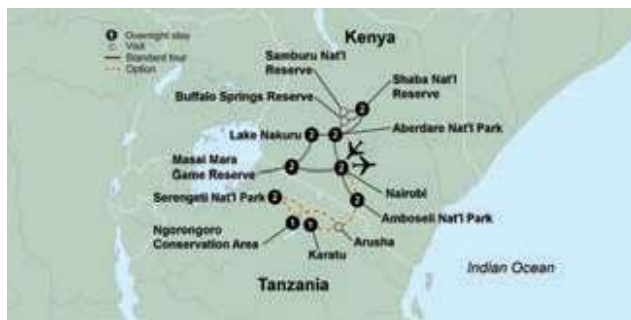 1 Overnight stay
Visit
Standard tour
Option
Kenya
Samburu Nat'l
Reserve
Shaba Nat'l
Reserve
Buffalo Springs Reserve
2
Lake Nakuru
2
2
Aberdare Nat'l Park
Masai Mara
Game Reserve
2
2
Nairobi
Serengeti Nat'l Park
2
2
Amboseli Nat'l Park
Ngorongoro
Conservation Area
1
1
Karatu
Arusha
Tanzania
Indian Ocean